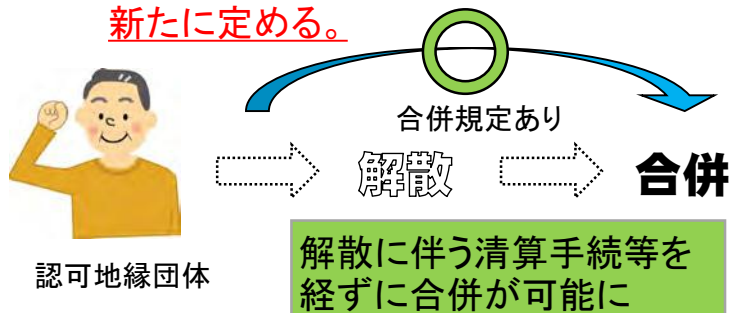 新たに定める。
合併規定あり
解散
合併
認可地縁団体
解散に伴う清算手続等を
経ずに合併が可能に